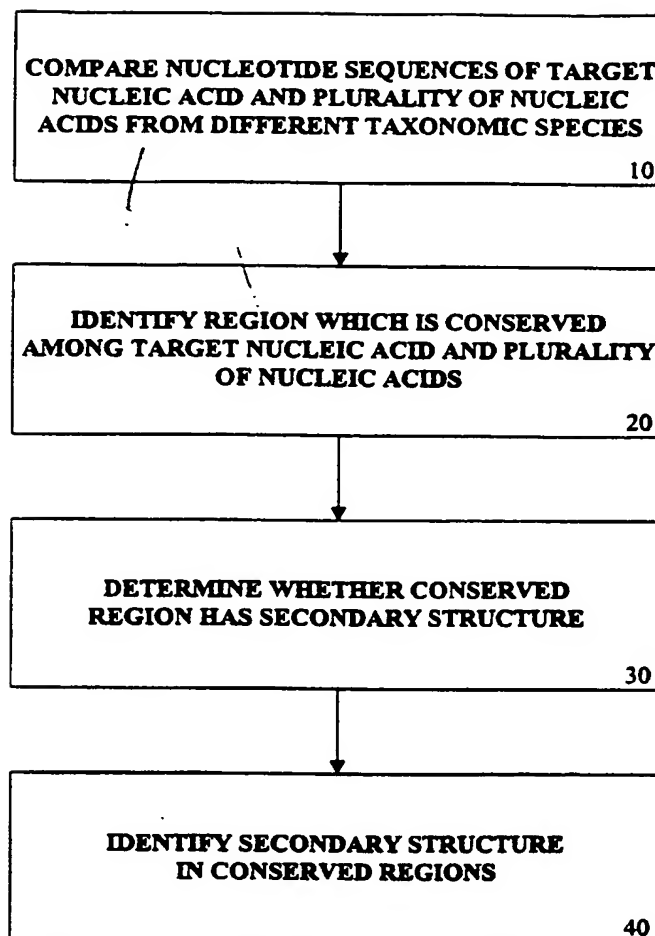 COMPARE NUCLEOTIDE SEQUENCES OF TARGET
NUCLEIC ACID AND PLURALITY OF NUCLEIC
ACIDS FROM DIFFERENT TAXONOMIC SPECIES
10
IDENTIFY REGION WHICH IS CONSERVED
AMONG TARGET NUCLEIC ACID AND PLURALITY
OF NUCLEIC ACIDS
20
DETERMINE WHETHER CONSERVED
REGION HAS SECONDARY STRUCTURE
30
IDENTIFY SECONDARY STRUCTURE
IN CONSERVED REGIONS
40